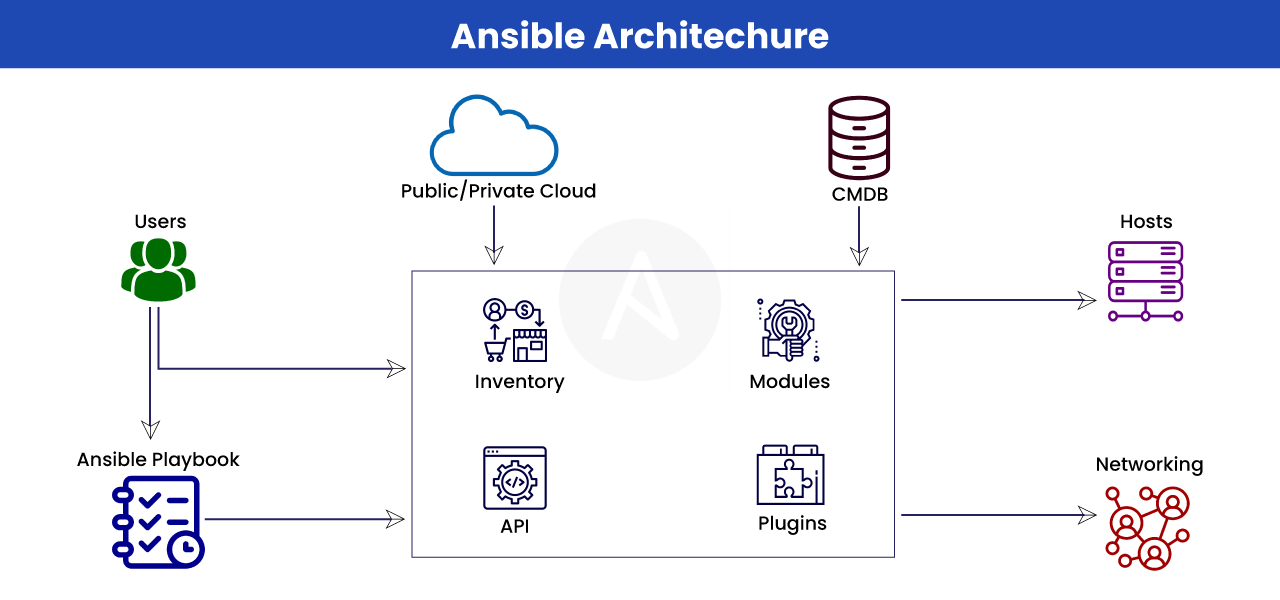 Ansible Architechure
Public/Private Cloud
CMDB
Users
Hosts
Inventory
Modules
Ansible Playbook
Networking
API
Plugins